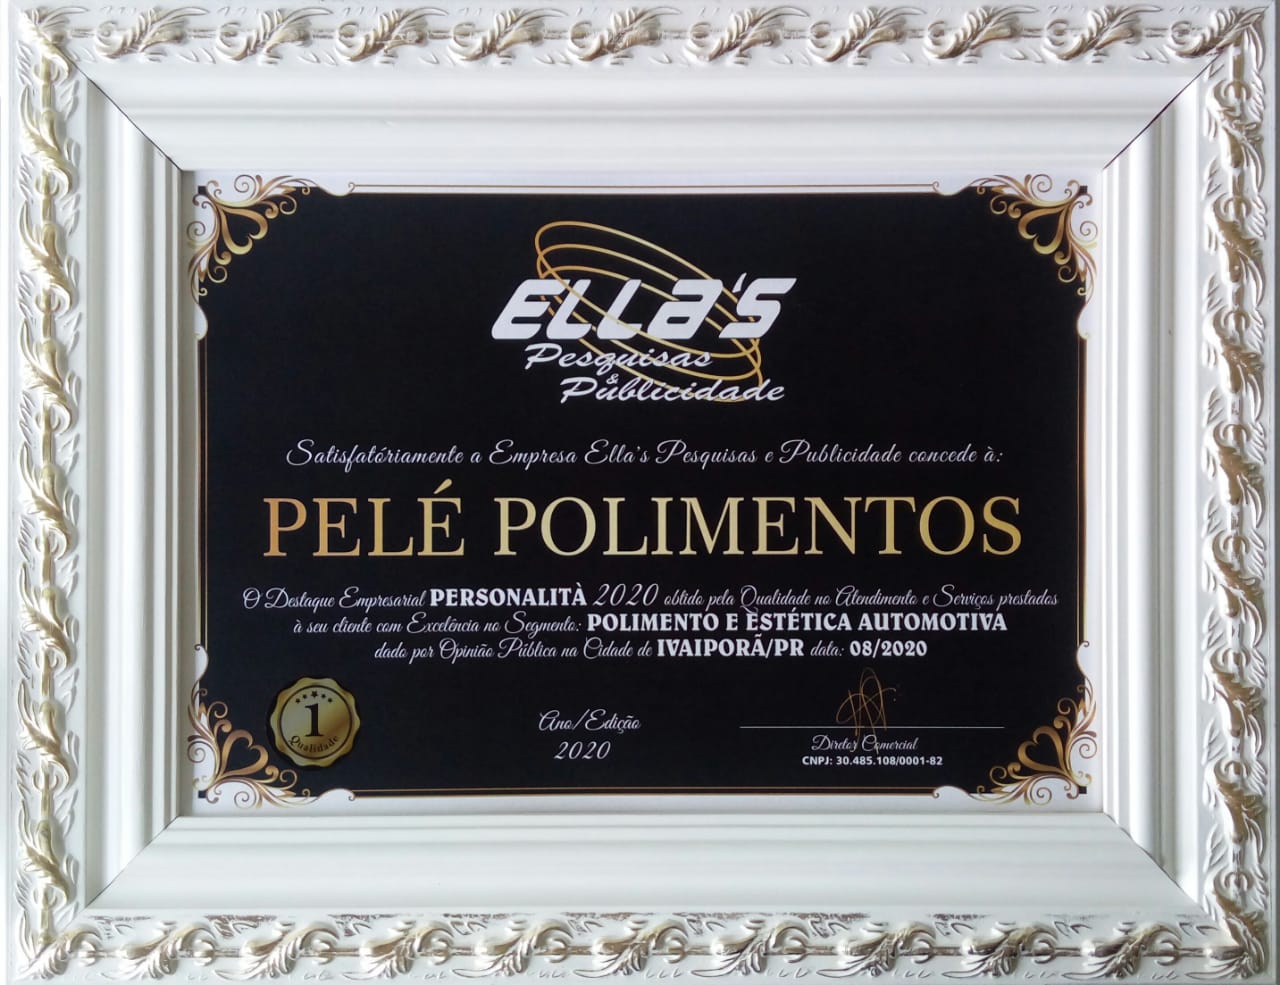 ELLa'S
Pesquisas
&
Publicidade
Satisfatóriamente a Empresa Ella's Pesquisas e Publicidade concede à:
PELÉ POLIMENTOS
O Destaque Empresarial PERSONALITÀ 2020 obtido pela Qualidade no Atendimento e Serviços prestados
à seu cliente com Excelência no Segmento: POLIMENTO E ESTÉTICA AUTOMOTIVA
dado por Opinião Pública na Cidade de IVAIPORÃ/PR data: 08/2020
1
Qualidade
Ano/Edição
2020
Diretor Comercial
CNPJ: 30.485.108/0001-82